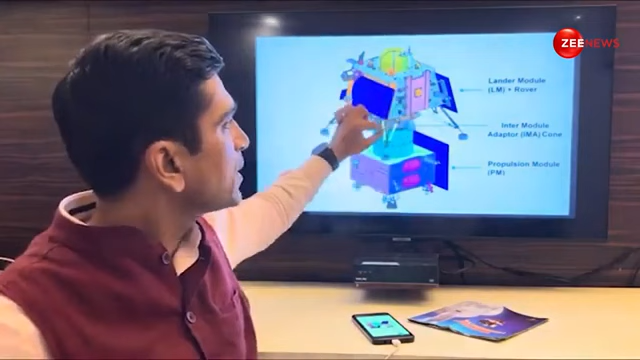 ZEE NEWS
Lander Module
(LM) + Rover
Inter Module
Adaptor (IMA) Cone
Propulsion Module
(PM)